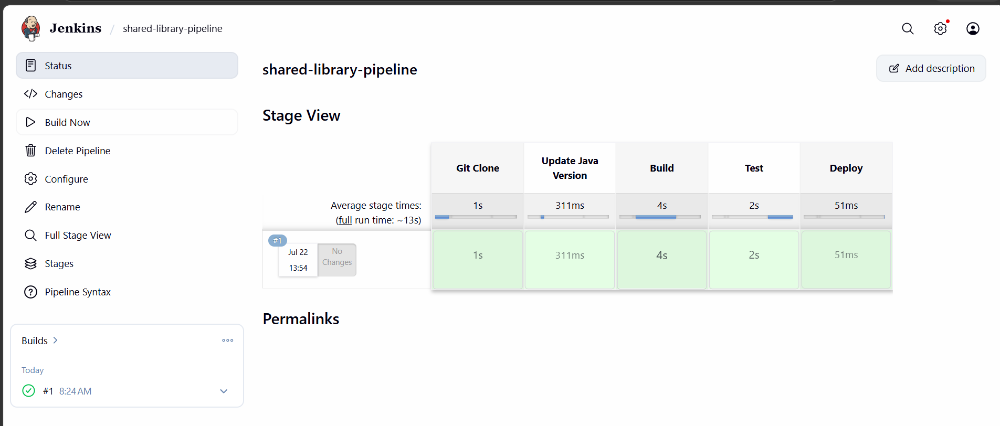 Jenkins / shared-library-pipeline
Status
Changes
Build Now
Delete Pipeline
Configure
Rename
Full Stage View
Stages
Pipeline Syntax
Builds
Today
#1 8:24 AM
shared-library-pipeline
Add description
Stage View
Git Clone
Update Java
Version
Build
Test
Deploy
Average stage times:
(full run time: ~13s)
1s
311ms
4s
2s
51ms
#1
Jul 22
13:54
No
Changes
1s
311ms
4s
2s
51ms
Permalinks